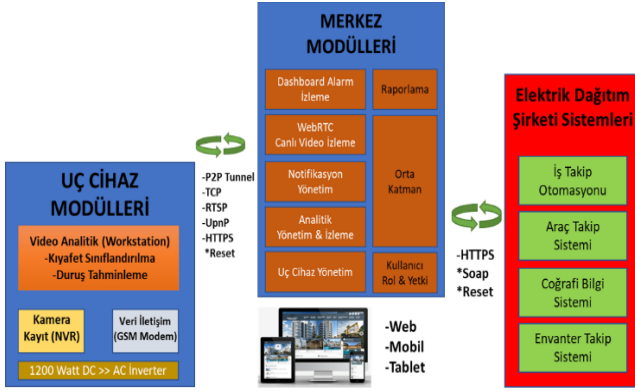 MERKEZ
MODÜLLERİ
Dashboard Alarm
İzleme
Raporlama
WebRTC
Canlı Video İzleme
Notifikasyon
Yönetim
Orta
Katman
Analitik
Yönetim & İzleme
Uç Cihaz Yönetim
Kullanıcı
Rol & Yetki
UÇ CİHAZ
MODÜLLERİ
Video Analitik (Workstation)
-Kıyafet Sınıflandırılma
-Duruş Tahminleme
Kamera
Kayıt (NVR)
Veri İletişim
(GSM Modem)
1200 Watt DC >> AC İnverter
-P2P Tunnel
-TCP
-RTSP
-UpnP
-HTTPS
*Reset
-Web
-Mobil
-Tablet
-HTTPS
*Soap
*Reset
Elektrik Dağıtım
Şirketi Sistemleri
İş Takip
Otomasyonu
Araç Takip
Sistemi
Coğrafi Bilgi
Sistemi
Envanter Takip
Sistemi